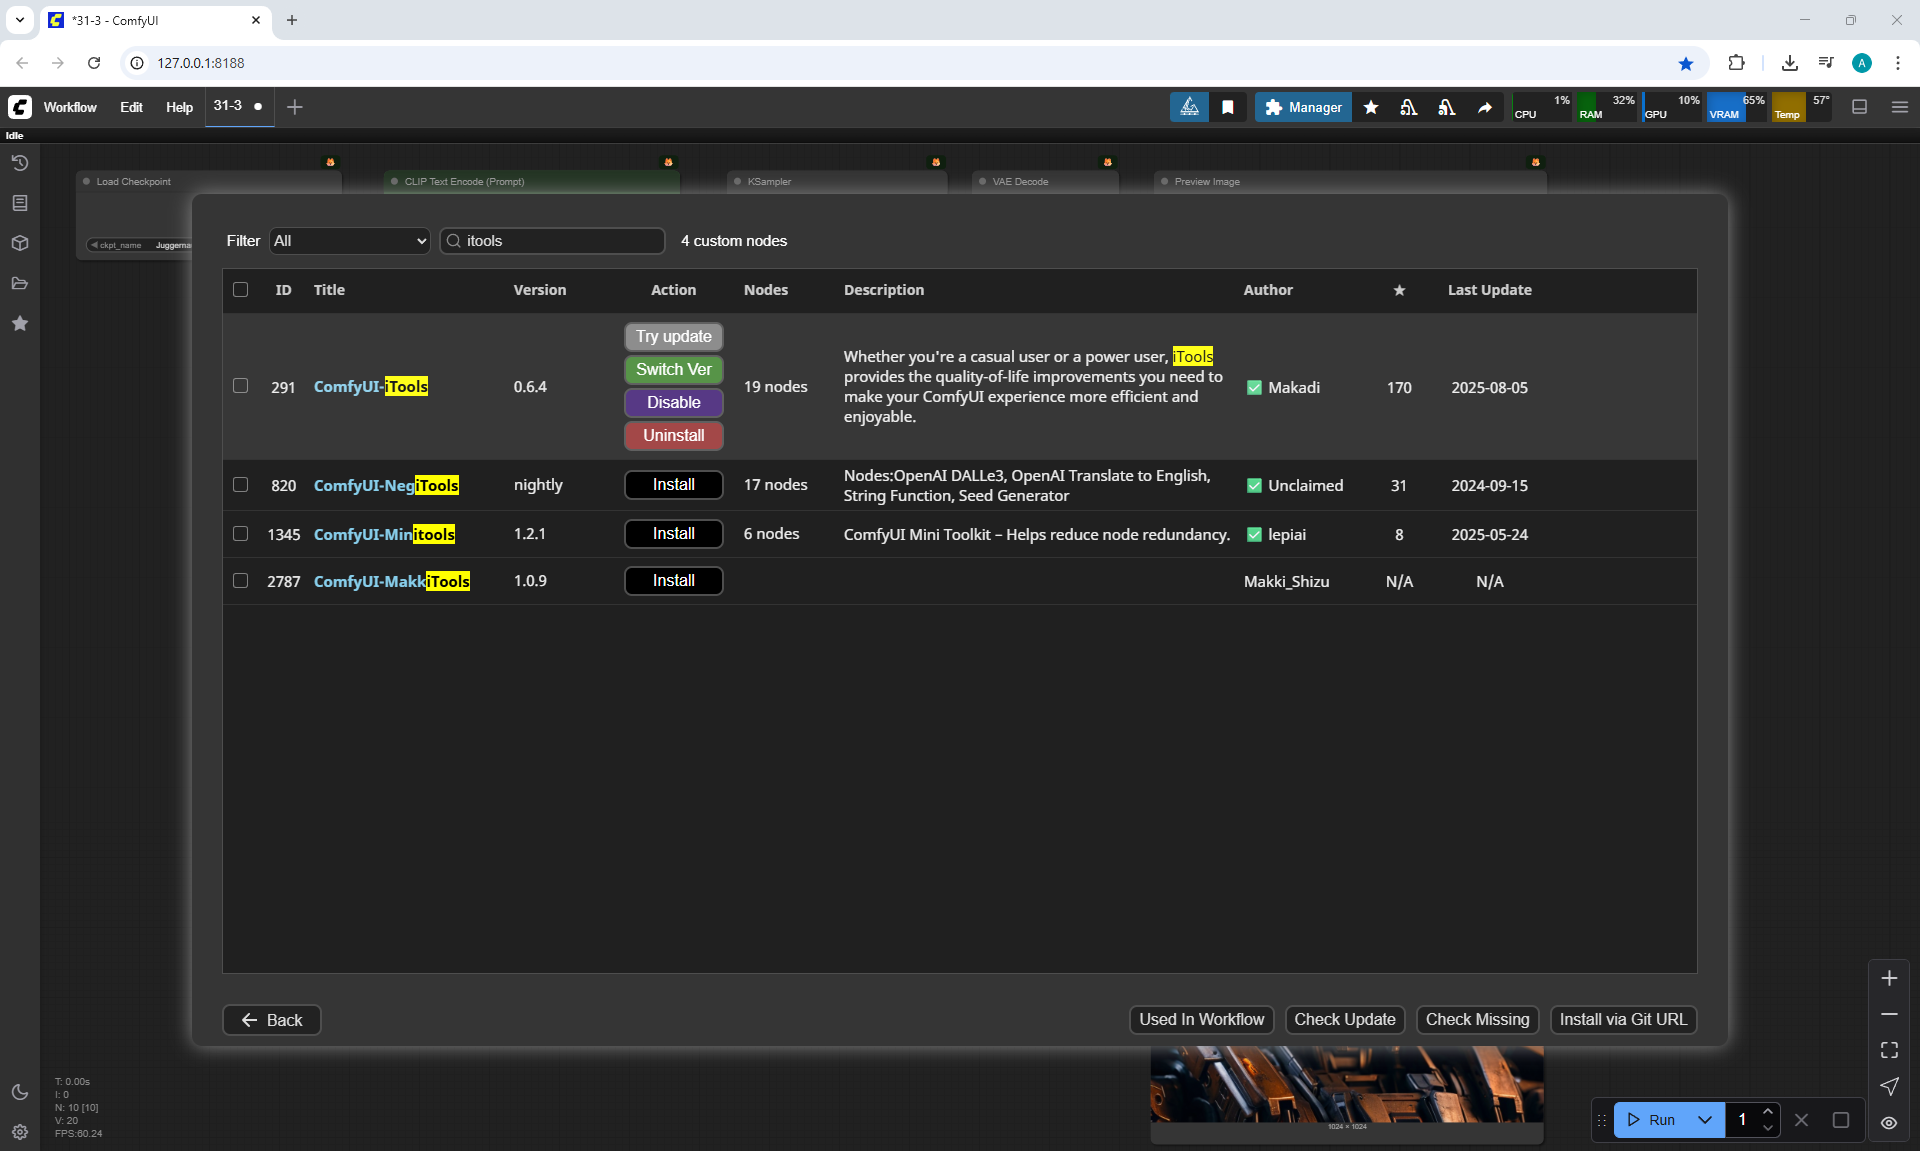 *31-3 - ComfyUI
127.0.0.1:8188
Workflow Edit Help 31-3
Manager
CPU 1% RAM 32% GPU 10% VRAM 65% Temp 57°
Idle
Load Checkpoint
CLIP Text Encode (Prompt)
KSampler
VAE Decode
Preview Image
ckpt_name Juggerna
Filter All itools 4 custom nodes
ID Title Version Action Nodes Description Author ★ Last Update
291 ComfyUI-iTools 0.6.4
Try update
Switch Ver
Disable
Uninstall
19 nodes
Whether you're a casual user or a power user, iTools
provides the quality-of-life improvements you need to
make your ComfyUI experience more efficient and
enjoyable.
✅ Makadi 170 2025-08-05
820 ComfyUI-NegiTools nightly Install 17 nodes
Nodes:OpenAI DALLe3, OpenAI Translate to English,
String Function, Seed Generator
✅ Unclaimed 31 2024-09-15
1345 ComfyUI-Minitools 1.2.1 Install 6 nodes ComfyUI Mini Toolkit – Helps reduce node redundancy. ✅ lepiai 8 2025-05-24
2787 ComfyUI-MakkiTools 1.0.9 Install Makki_Shizu N/A N/A
Back
Used In Workflow Check Update Check Missing Install via Git URL
T: 0.00s
I: 0
N: 10 [10]
V: 20
FPS:60.24
1024 × 1024
Run 1
A